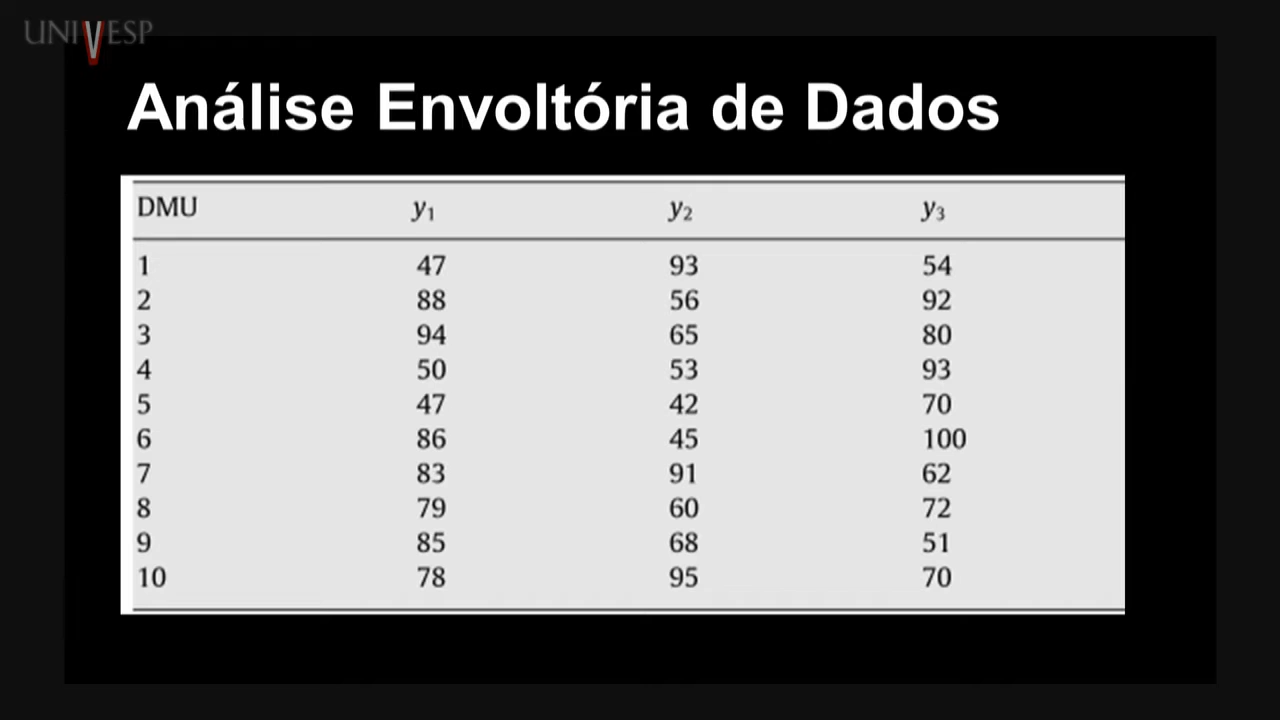 UNIVESP
Análise Envoltória de Dados
DMU y1 y2 y3
1 47 93 54
2 88 56 92
3 94 65 80
4 50 53 93
5 47 42 70
6 86 45 100
7 83 91 62
8 79 60 72
9 85 68 51
10 78 95 70